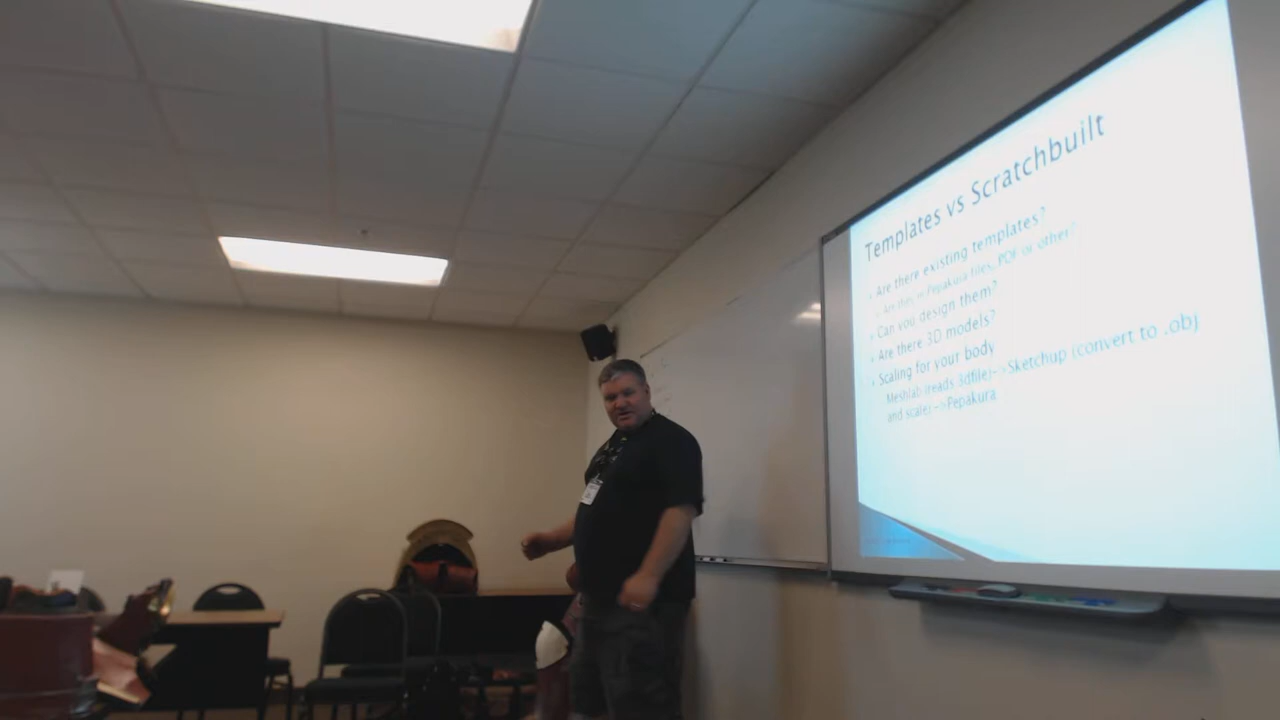 Templates vs Scratchbuilt
Are there existing templates?
Are they in Pepakura files, PDF or other?
Can you design them?
Are there 3D models?
Scaling for your body
Meshlab (reads 3dfile)->Sketchup (convert to .obj
and scale)->Pepakura